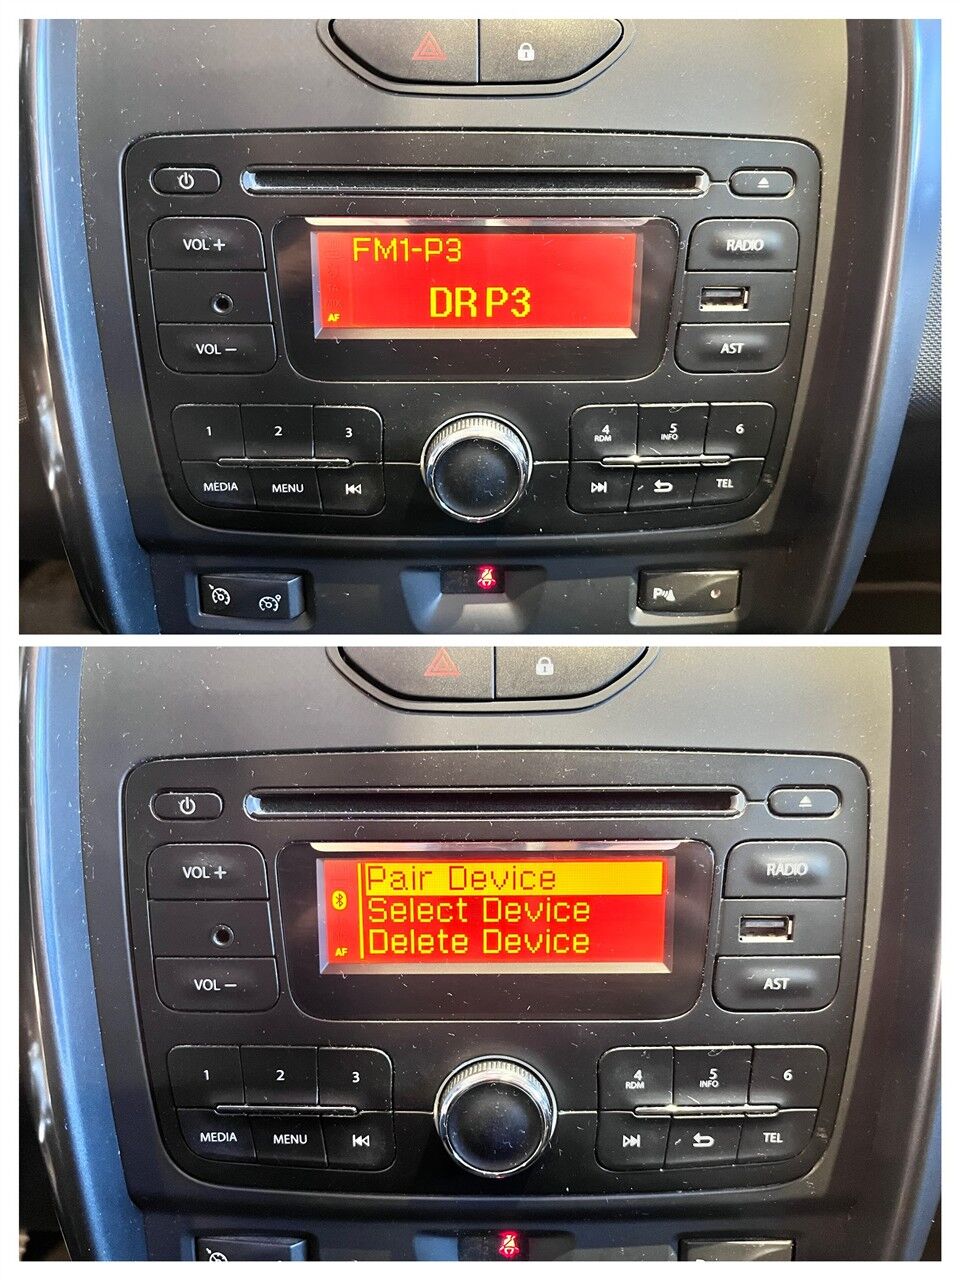 FM1-P3
DR P3
AF
VOL +
RADIO
VOL −
AST
1 2 3
4 5 6
RDM INFO
MEDIA MENU
TEL
P
Pair Device
Select Device
Delete Device
AF
VOL +
RADIO
VOL −
AST
1 2 3
4 5 6
RDM INFO
MEDIA MENU
TEL